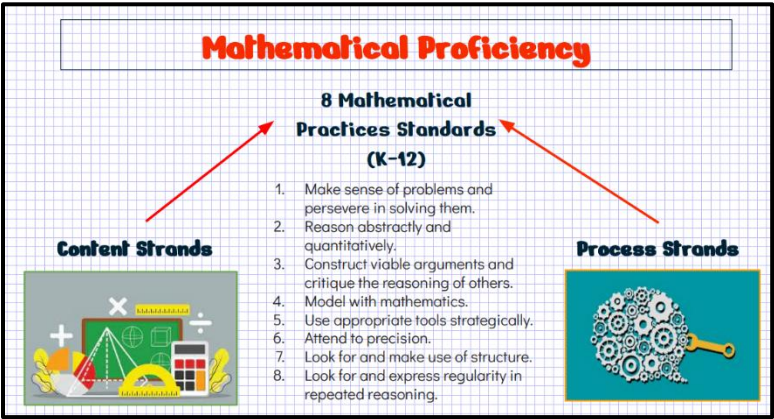 Mathematical Proficiency
8 Mathematical
Practices Standards
(K-12)
1. Make sense of problems and
persevere in solving them.
2. Reason abstractly and
quantitatively.
3. Construct viable arguments and
critique the reasoning of others.
4. Model with mathematics.
5. Use appropriate tools strategically.
6. Attend to precision.
7. Look for and make use of structure.
8. Look for and express regularity in
repeated reasoning.
Content Strands
Process Strands